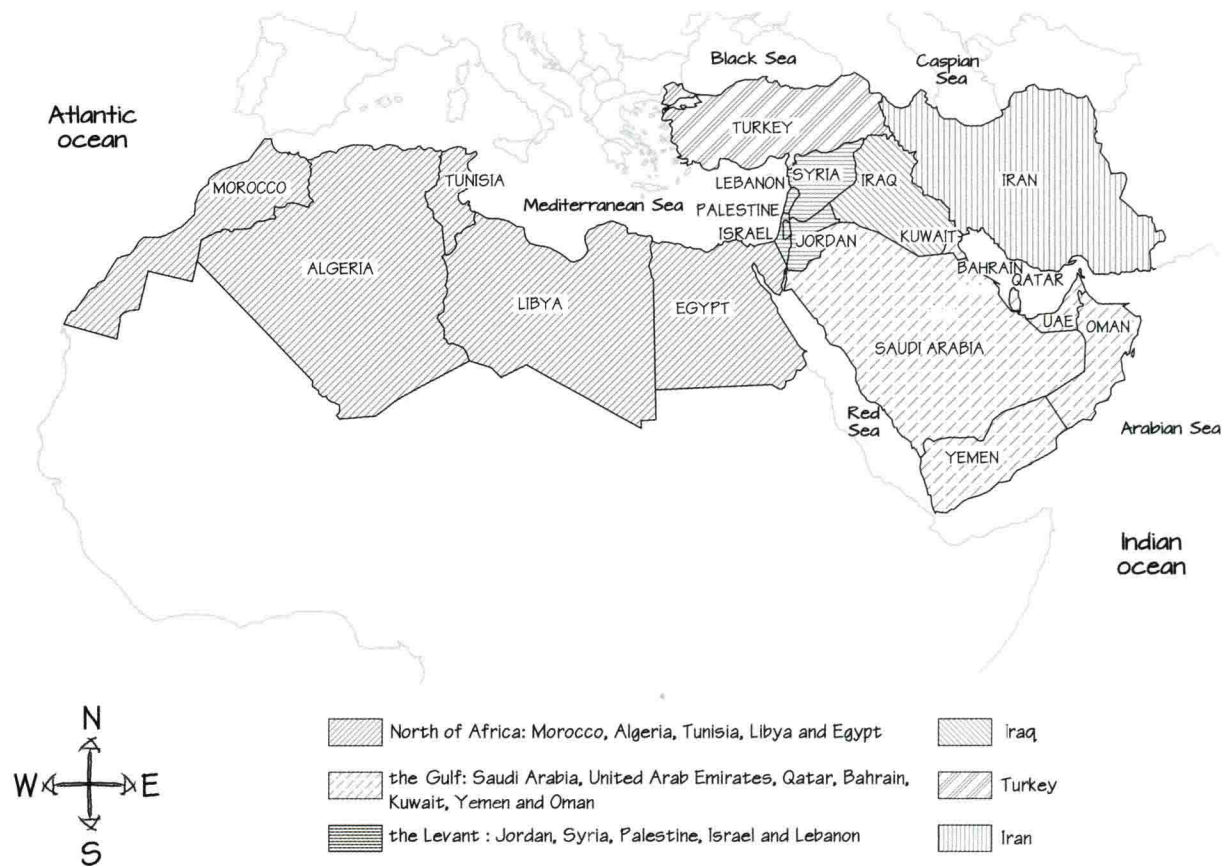 Black Sea
Caspian
Sea
Atlantic
ocean
TURKEY
MOROCCO
TUNISIA
LEBANON
SYRIA
IRAQ
IRAN
Mediterranean Sea
PALESTINE
ISRAEL
JORDAN
KUWAIT
ALGERIA
LIBYA
EGYPT
BAHRAIN
QATAR
UAE
OMAN
SAUDI ARABIA
Red
Sea
Arabian Sea
YEMEN
Indian
ocean
N
W E
S
North of Africa: Morocco, Algeria, Tunisia, Libya and Egypt
the Gulf: Saudi Arabia, United Arab Emirates, Qatar, Bahrain,
Kuwait, Yemen and Oman
the Levant : Jordan, Syria, Palestine, Israel and Lebanon
Iraq
Turkey
Iran